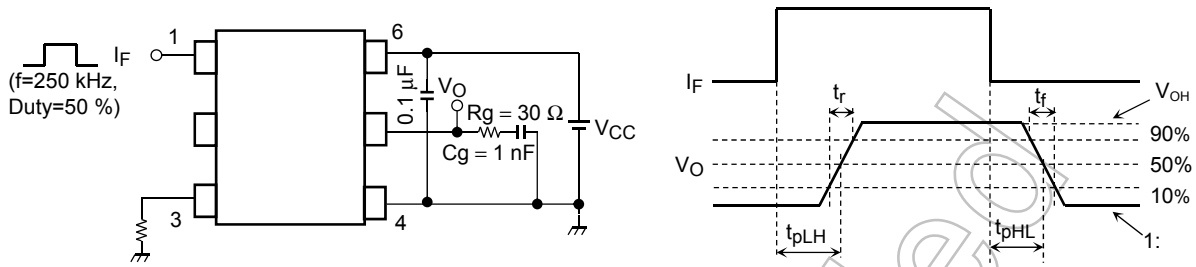 1
I_F
(f=250 kHz,
Duty=50 %)
3
6
4
0.1 μF
V_O
Rg = 30 Ω
Cg = 1 nF
V_CC
I_F
V_O
t_r
t_f
V_OH
90%
50%
10%
t_pLH
t_pHL
1: